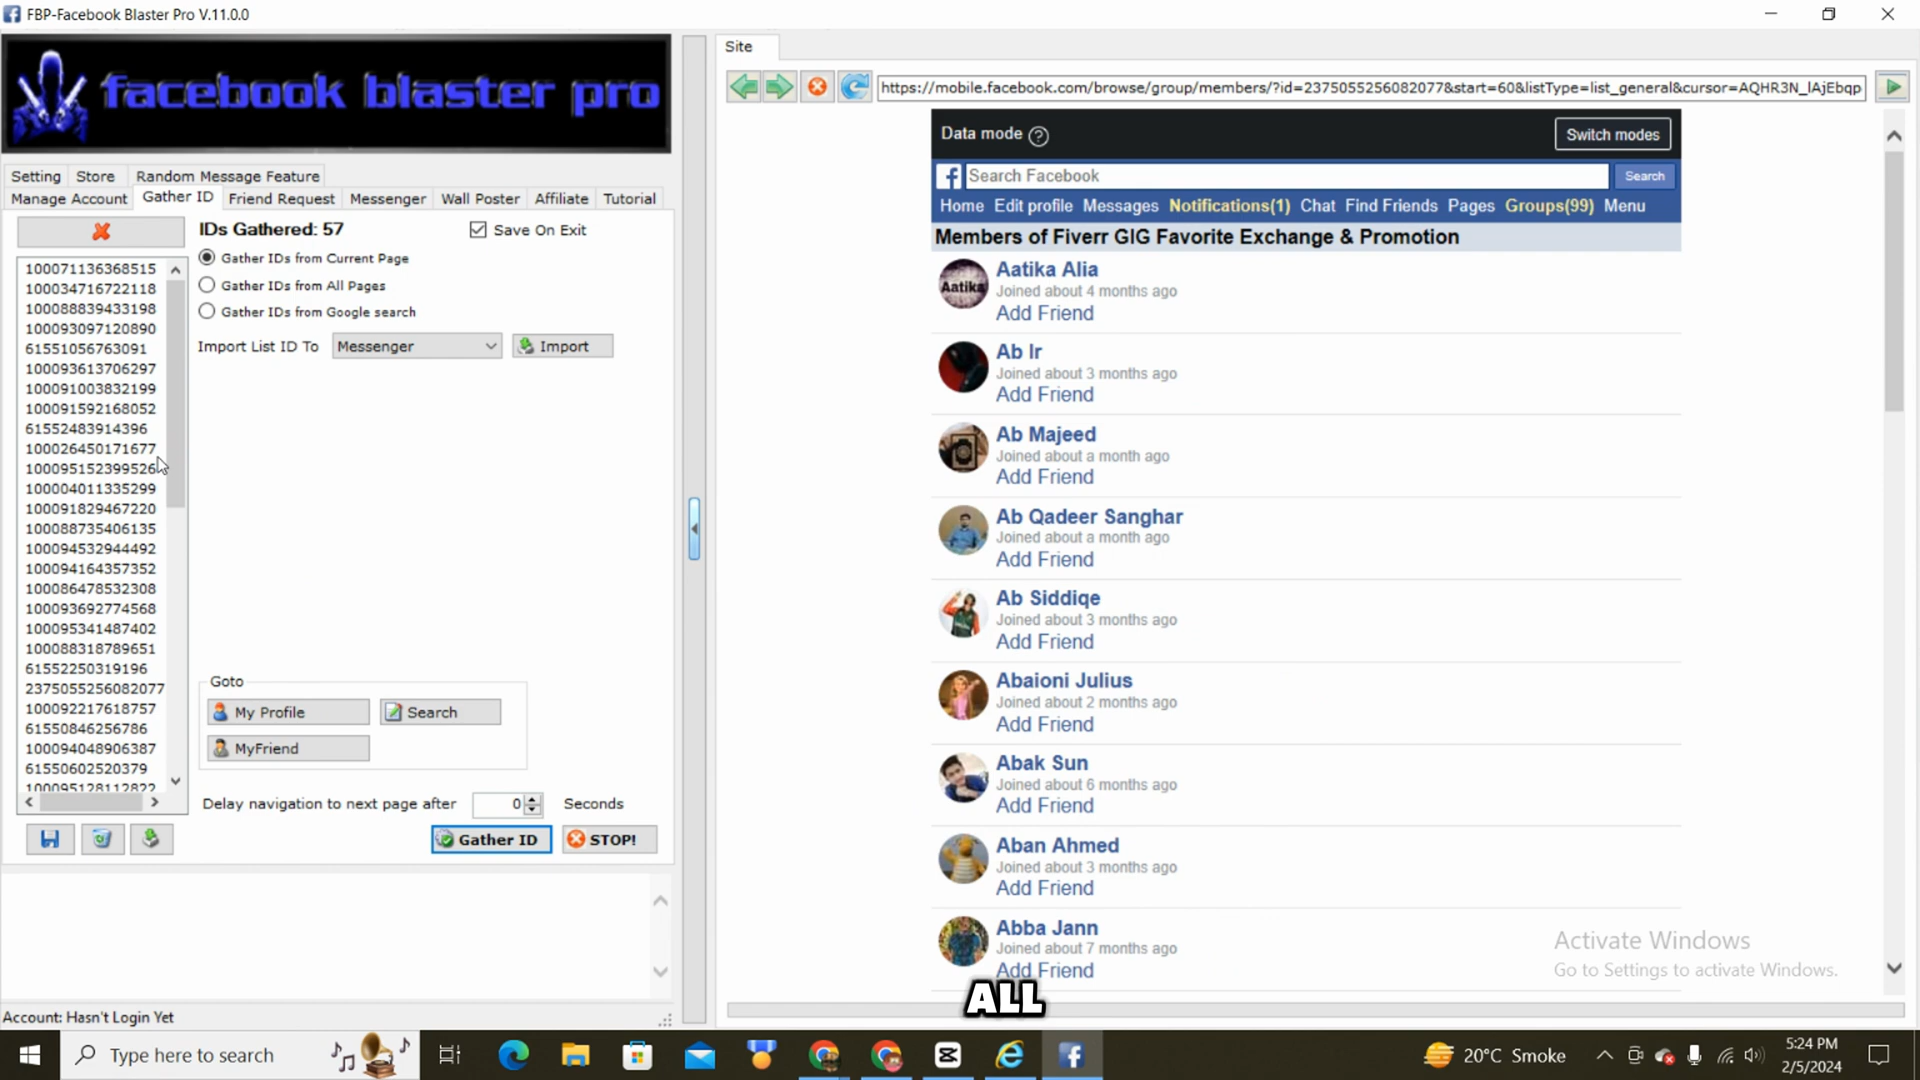 FBP-Facebook Blaster Pro V.11.0.0
facebook blaster pro
Setting Store Random Message Feature
Manage Account Gather ID Friend Request Messenger Wall Poster Affiliate Tutorial
IDs Gathered: 57
Save On Exit
Gather IDs from Current Page
Gather IDs from All Pages
Gather IDs from Google search
Import List ID To Messenger Import
100071136368515
100034716722118
100088839433198
100093097120890
61551056763091
100093613706297
100091003832199
100091592168052
61552483914396
100026450171677
100095152399526
100004011335299
100091829467220
100088735406135
100094532944492
100094164357352
100086478532308
100093692774568
100095341487402
100088318789651
61552250319196
2375055256082077
100092217618757
61550846256786
100094048906387
61550602520379
100095128112822
Goto
My Profile Search
MyFriend
Delay navigation to next page after 0 Seconds
Gather ID STOP!
Account: Hasn't Login Yet
Site
https://mobile.facebook.com/browse/group/members/?id=2375055256082077&start=60&listType=list_general&cursor=AQHR3N_lAjEbqp
Data mode ?
Switch modes
Search Facebook
Search
Home Edit profile Messages Notifications(1) Chat Find Friends Pages Groups(99) Menu
Members of Fiverr GIG Favorite Exchange & Promotion
Aatika
Aatika Alia
Joined about 4 months ago
Add Friend
Ab Ir
Joined about 3 months ago
Add Friend
Ab Majeed
Joined about a month ago
Add Friend
Ab Qadeer Sanghar
Joined about a month ago
Add Friend
Ab Siddiqe
Joined about 3 months ago
Add Friend
Abaioni Julius
Joined about 2 months ago
Add Friend
Abak Sun
Joined about 6 months ago
Add Friend
Aban Ahmed
Joined about 3 months ago
Add Friend
Abba Jann
Joined about 7 months ago
Add Friend
ALL
Activate Windows
Go to Settings to activate Windows.
Type here to search
20°C Smoke
5:24 PM
2/5/2024